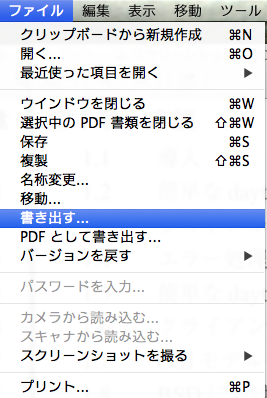 ファイル 編集 表示 移動 ツール
クリップボードから新規作成 ⌘N
開く... ⌘O
最近使った項目を開く ▶
ウインドウを閉じる ⌘W
選択中の PDF 書類を閉じる ⇧⌘W
保存 ⌘S
複製 ⇧⌘S
名称変更...
移動...
書き出す...
PDF として書き出す...
バージョンを戻す ▶
パスワードを入力...
カメラから読み込む...
スキャナから読み込む...
スクリーンショットを撮る ▶
プリント... ⌘P